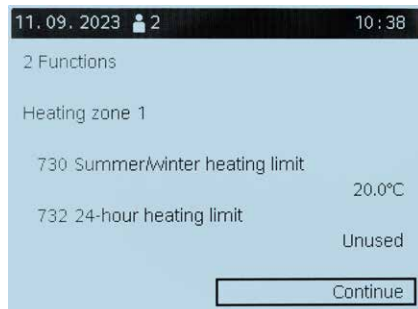 11.09.2023 2 10:38
2 Functions
Heating zone 1
730 Summer/winter heating limit
20.0°C
732 24-hour heating limit
Unused
Continue